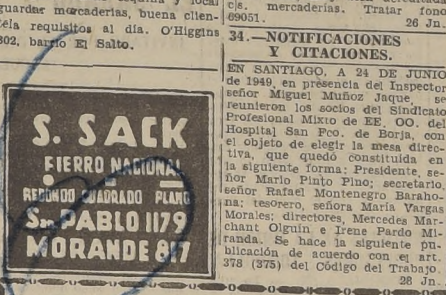 guardar mercaderías, buena clien-
tela requisitos al día. O'Higgins
802, barrio El Salto.
S. SACK
FIERRO NACIONAL
REDONDO CUADRADO PLANO
Sn. PABLO 1179
MORANDE 817
c|s. mercaderías. Tratar fono
69051. 26 Jn.
34.—NOTIFICACIONES
Y CITACIONES.
EN SANTIAGO, A 24 DE JUNIO
de 1949, en presencia del Inspector
señor Miguel Muñoz Jaque, se
reunieron los socios del Sindicato
Profesional Mixto de EE. OO. del
Hospital San Fco. de Borja, con
el objeto de elegir la mesa direc-
tiva, que quedó constituida en
la siguiente forma: Presidente, se-
ñor Mario Pinto Pino; secretario
señor Rafael Montenegro Baraho-
na; tesorero, señora María Vargas
Morales; directores, Mercedes Mar-
chant Olguín e Irene Pardo Mi-
randa. Se hace la siguiente pu-
blicación de acuerdo con el art.
378 (375) del Código del Trabajo.
28 Jn.